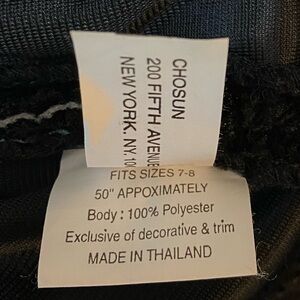 CHOSUN
200 FIFTH AVENUE
NEW YORK. NY. 10
FITS SIZES 7-8
50" APPOXIMATELY
Body : 100% Polyester
Exclusive of decorative & trim
MADE IN THAILAND